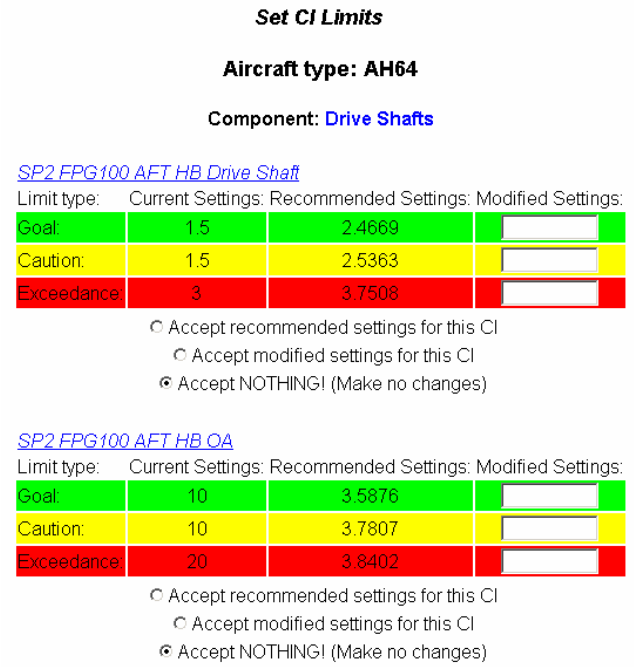 Set CI Limits
Aircraft type: AH64
Component: Drive Shafts
SP2 FPG100 AFT HB Drive Shaft
Limit type: Current Settings: Recommended Settings: Modified Settings:
Goal: 1.5 2.4669
Caution: 1.5 2.5363
Exceedance: 3 3.7508
Accept recommended settings for this CI
Accept modified settings for this CI
Accept NOTHING! (Make no changes)
SP2 FPG100 AFT HB OA
Limit type: Current Settings: Recommended Settings: Modified Settings:
Goal: 10 3.5876
Caution: 10 3.7807
Exceedance: 20 3.8402
Accept recommended settings for this CI
Accept modified settings for this CI
Accept NOTHING! (Make no changes)